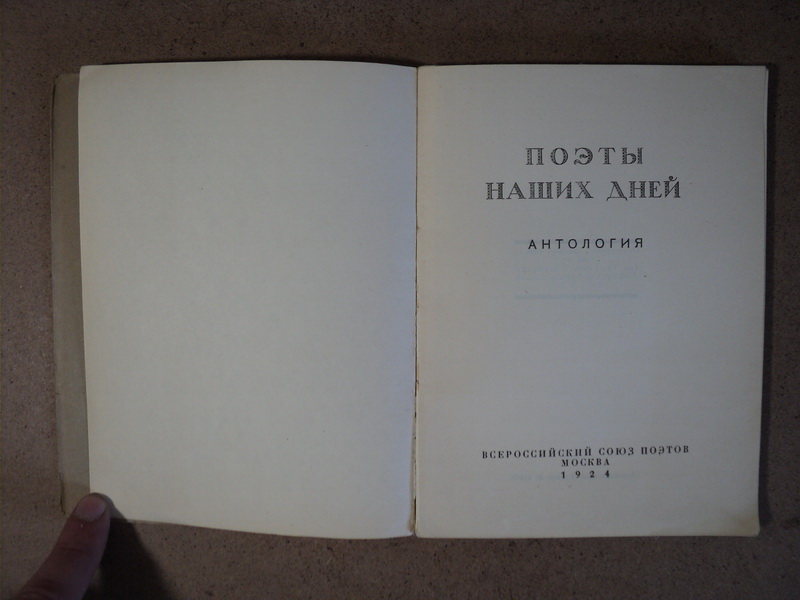 ПОЭТЫ
НАШИХ ДНЕЙ
АНТОЛОГИЯ
ВСЕРОССИЙСКИЙ СОЮЗ ПОЭТОВ
МОСКВА
1924